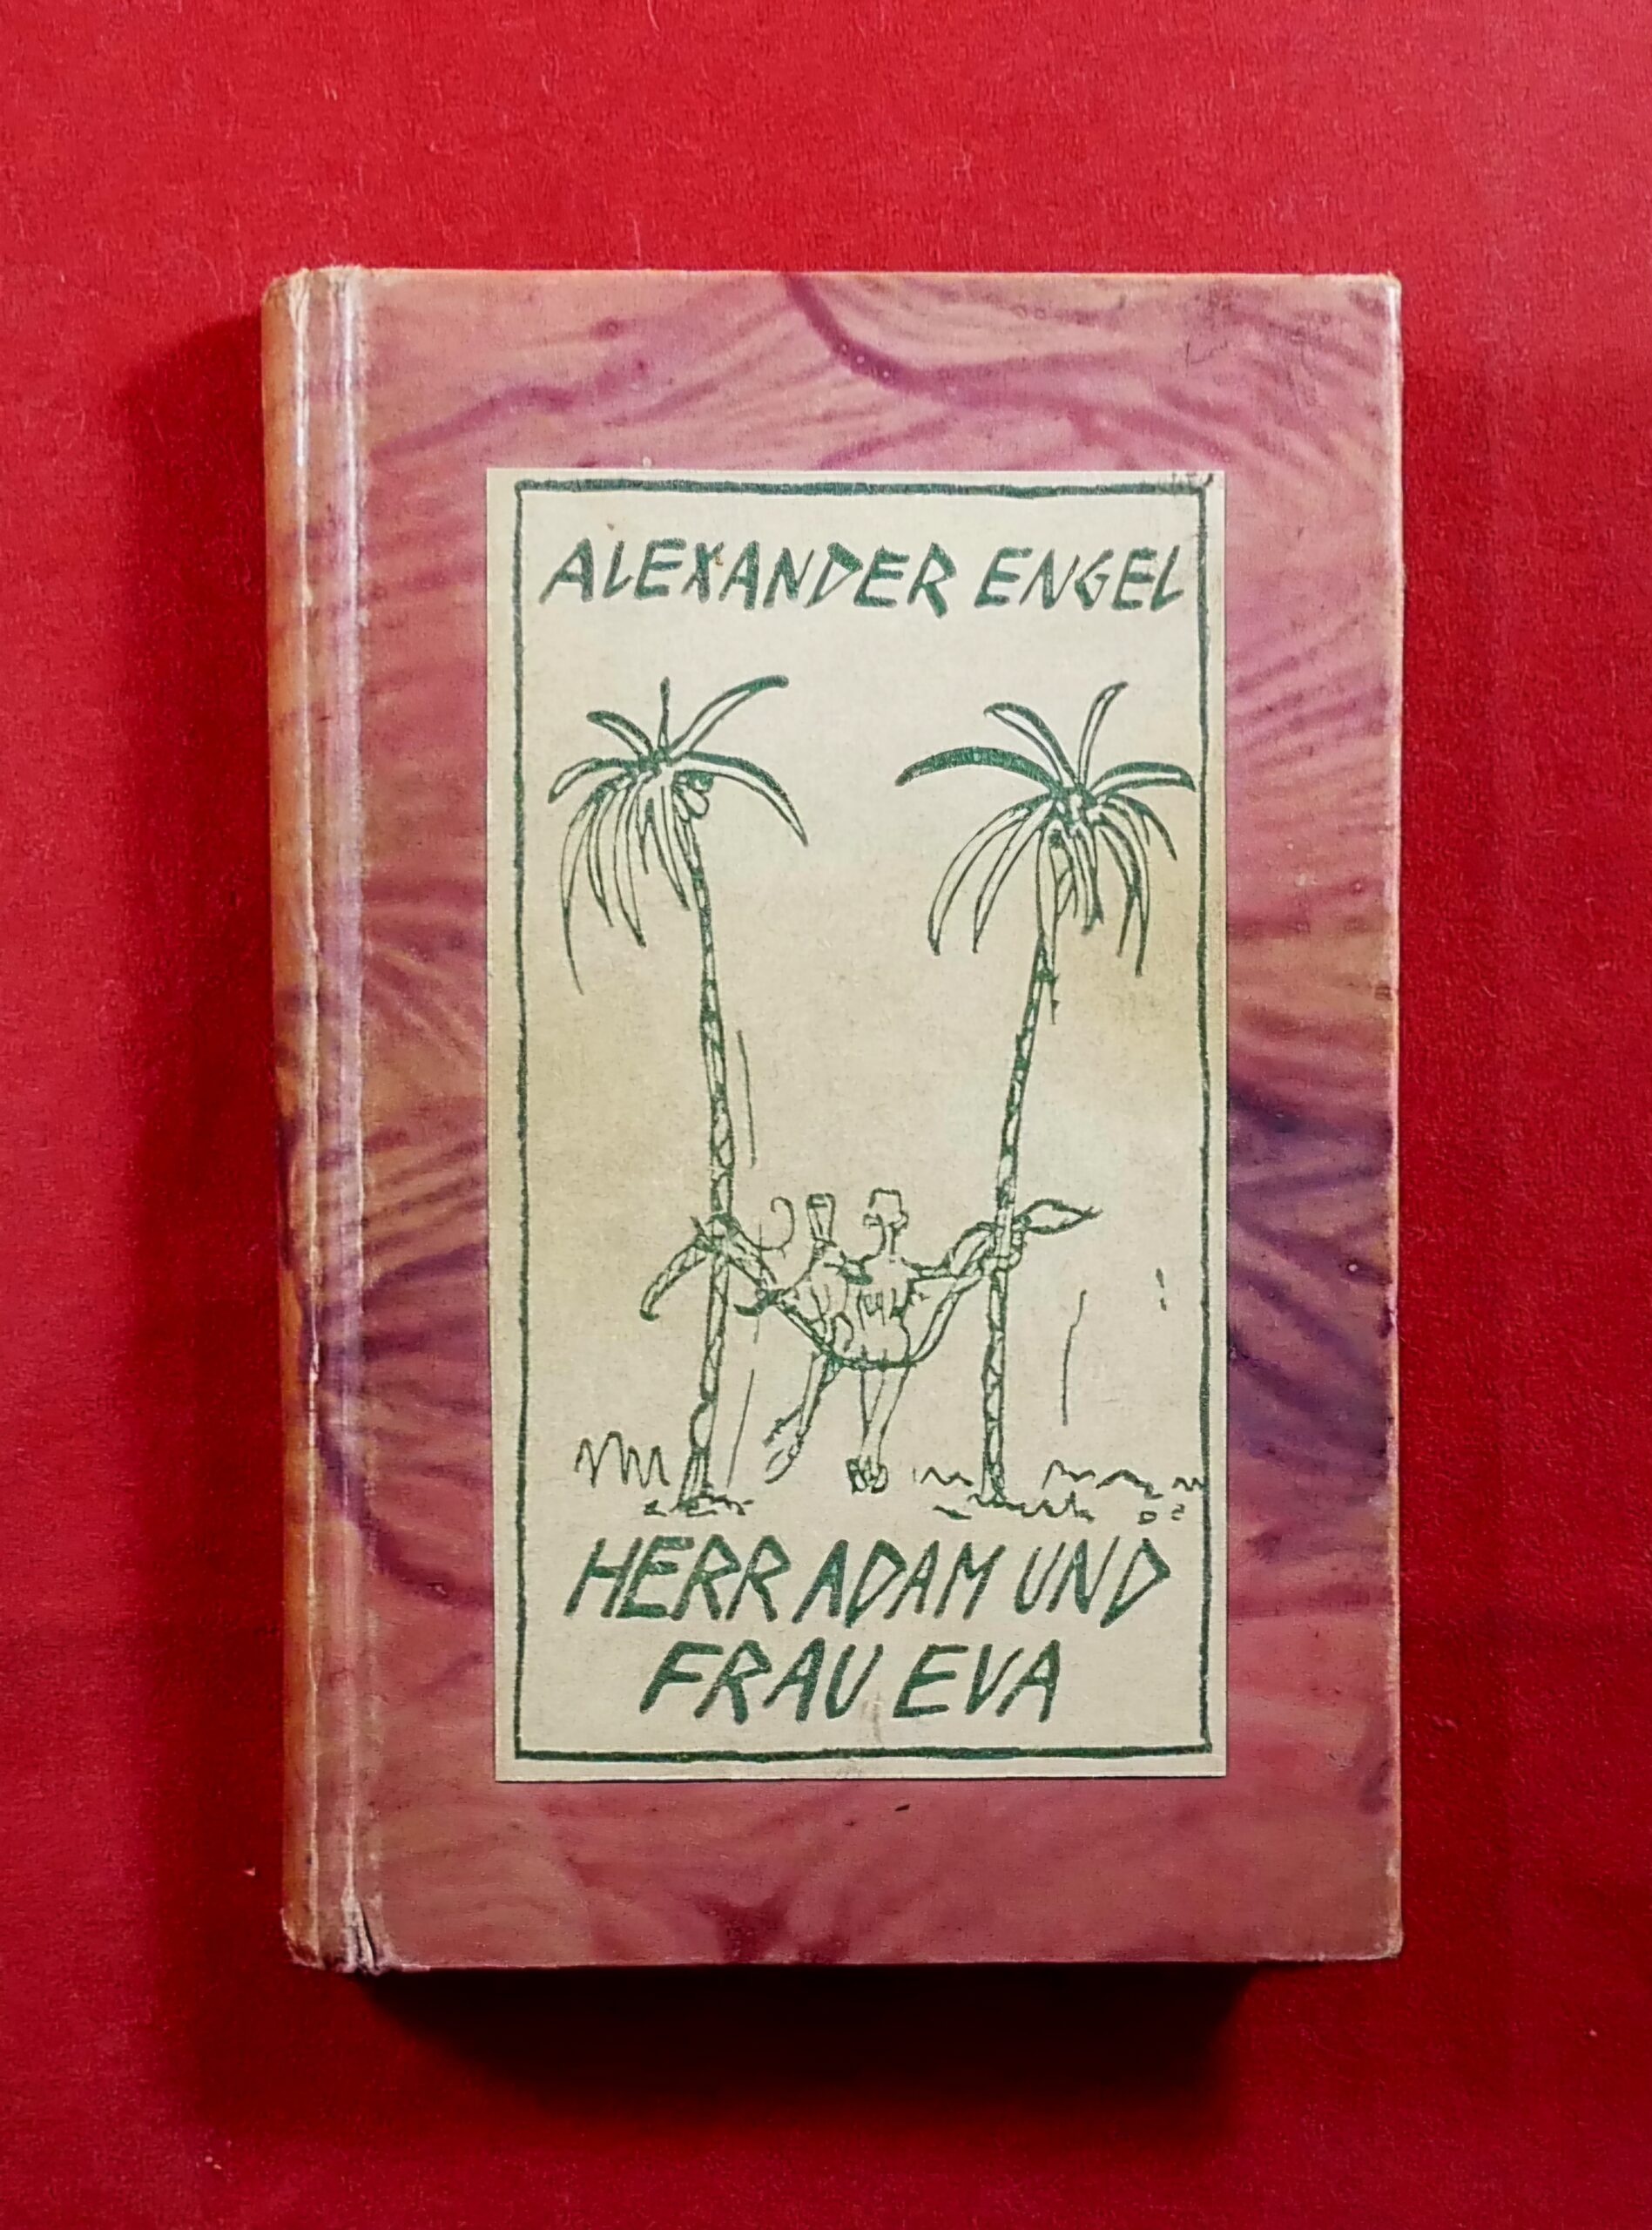 ALEXANDER ENGEL
HERR ADAM UND
FRAU EVA